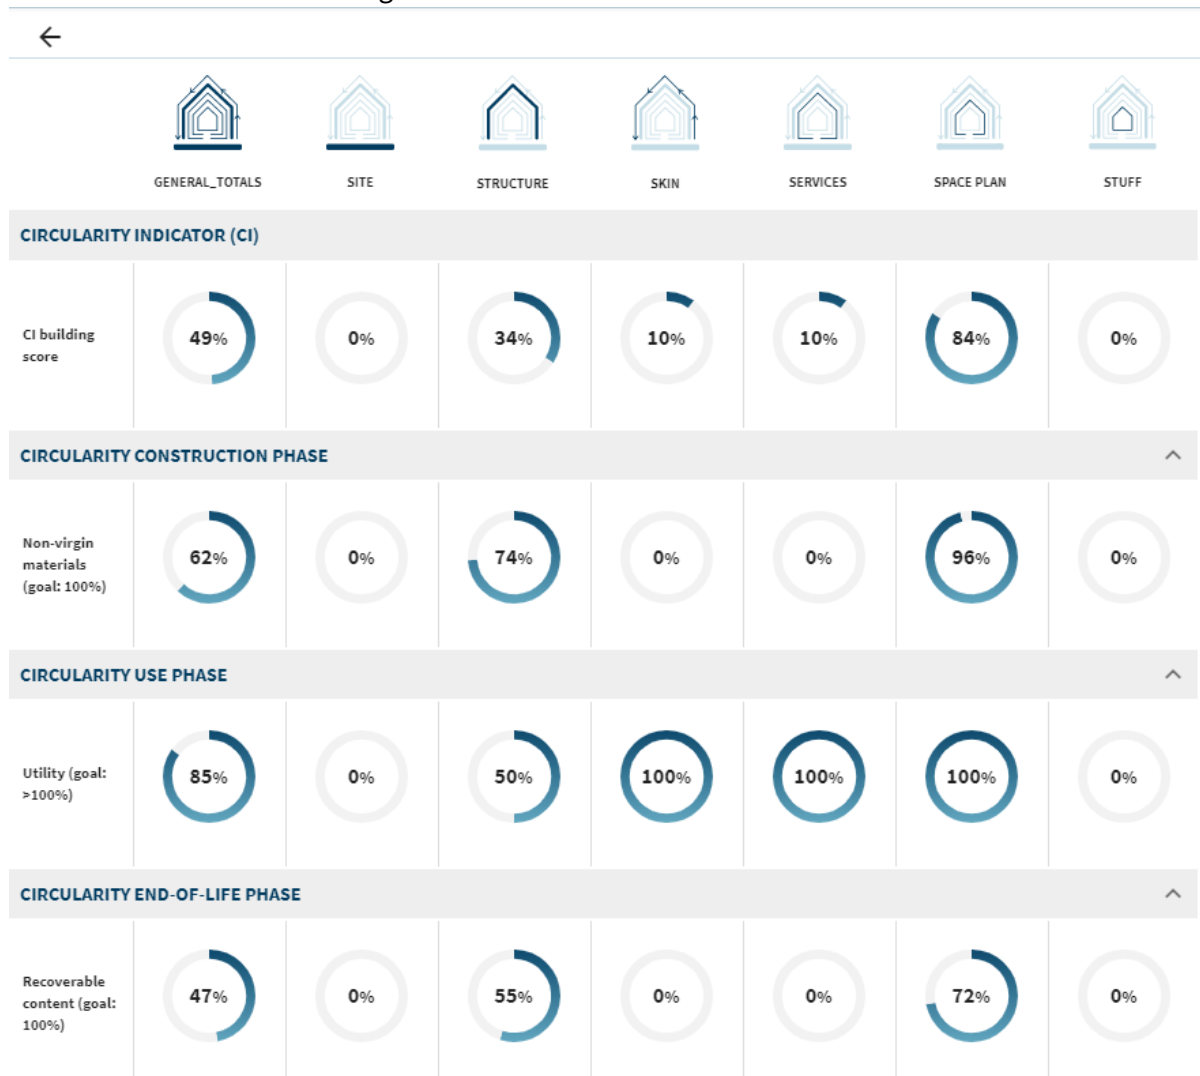 GENERAL_TOTALS SITE STRUCTURE SKIN SERVICES SPACE PLAN STUFF
CIRCULARITY INDICATOR (CI)
CI building
score
49% 0% 34% 10% 10% 84% 0%
CIRCULARITY CONSTRUCTION PHASE
Non-virgin
materials
(goal: 100%)
62% 0% 74% 0% 0% 96% 0%
CIRCULARITY USE PHASE
Utility (goal:
>100%)
85% 0% 50% 100% 100% 100% 0%
CIRCULARITY END-OF-LIFE PHASE
Recoverable
content (goal:
100%)
47% 0% 55% 0% 0% 72% 0%